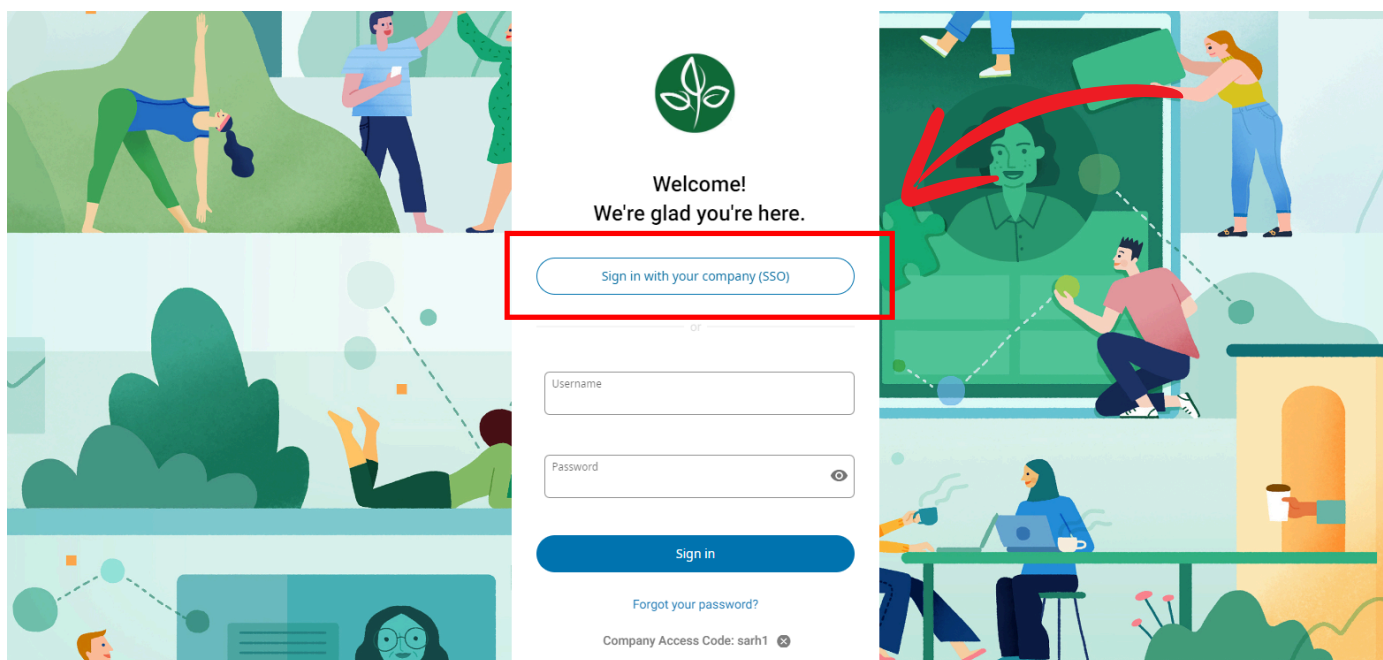 Welcome!
We're glad you're here.
Sign in with your company (SSO)
or
Username
Password
Sign in
Forgot your password?
Company Access Code: sarh1